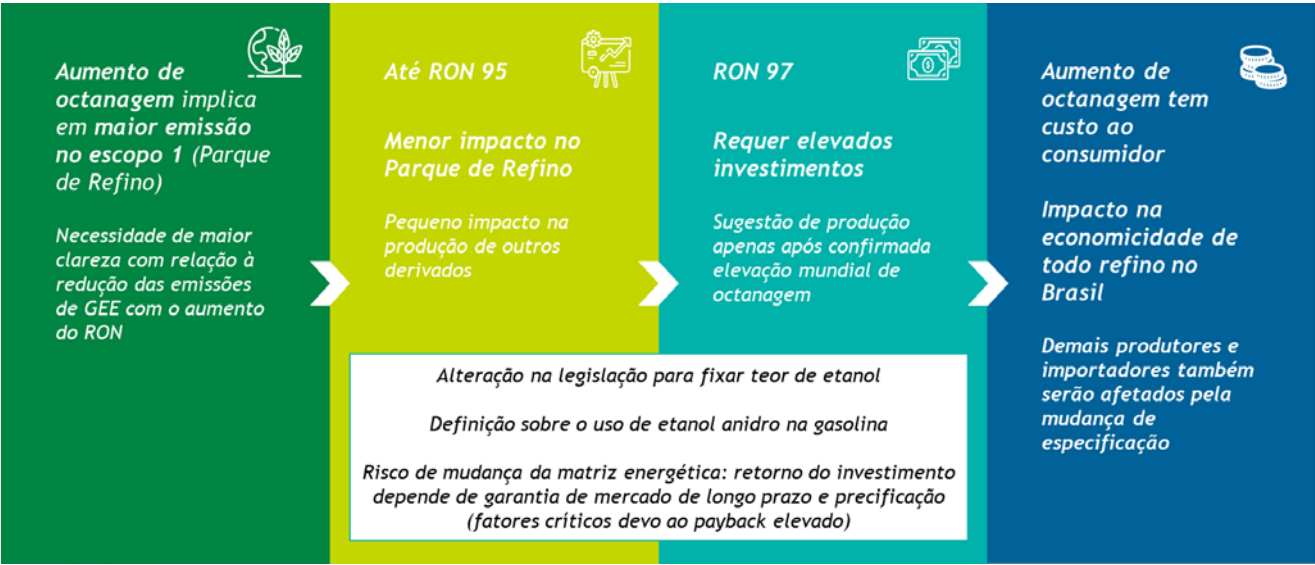 Aumento de
octanagem implica
em maior emissão
no escopo 1 (Parque
de Refino)
Necessidade de maior
clareza com relação à
redução das emissões
de GEE com o aumento
do RON
Até RON 95
Menor impacto no
Parque de Refino
Pequeno impacto na
produção de outros
derivados
RON 97
Requer elevados
investimentos
Sugestão de produção
apenas após confirmada
elevação mundial de
octanagem
Alteração na legislação para fixar teor de etanol
Definição sobre o uso de etanol anidro na gasolina
Risco de mudança da matriz energética: retorno do investimento
depende de garantia de mercado de longo prazo e precificação
(fatores críticos devo ao payback elevado)
Aumento de
octanagem tem
custo ao
consumidor
Impacto na
economicidade de
todo refino no
Brasil
Demais produtores e
importadores também
serão afetados pela
mudança de
especificação